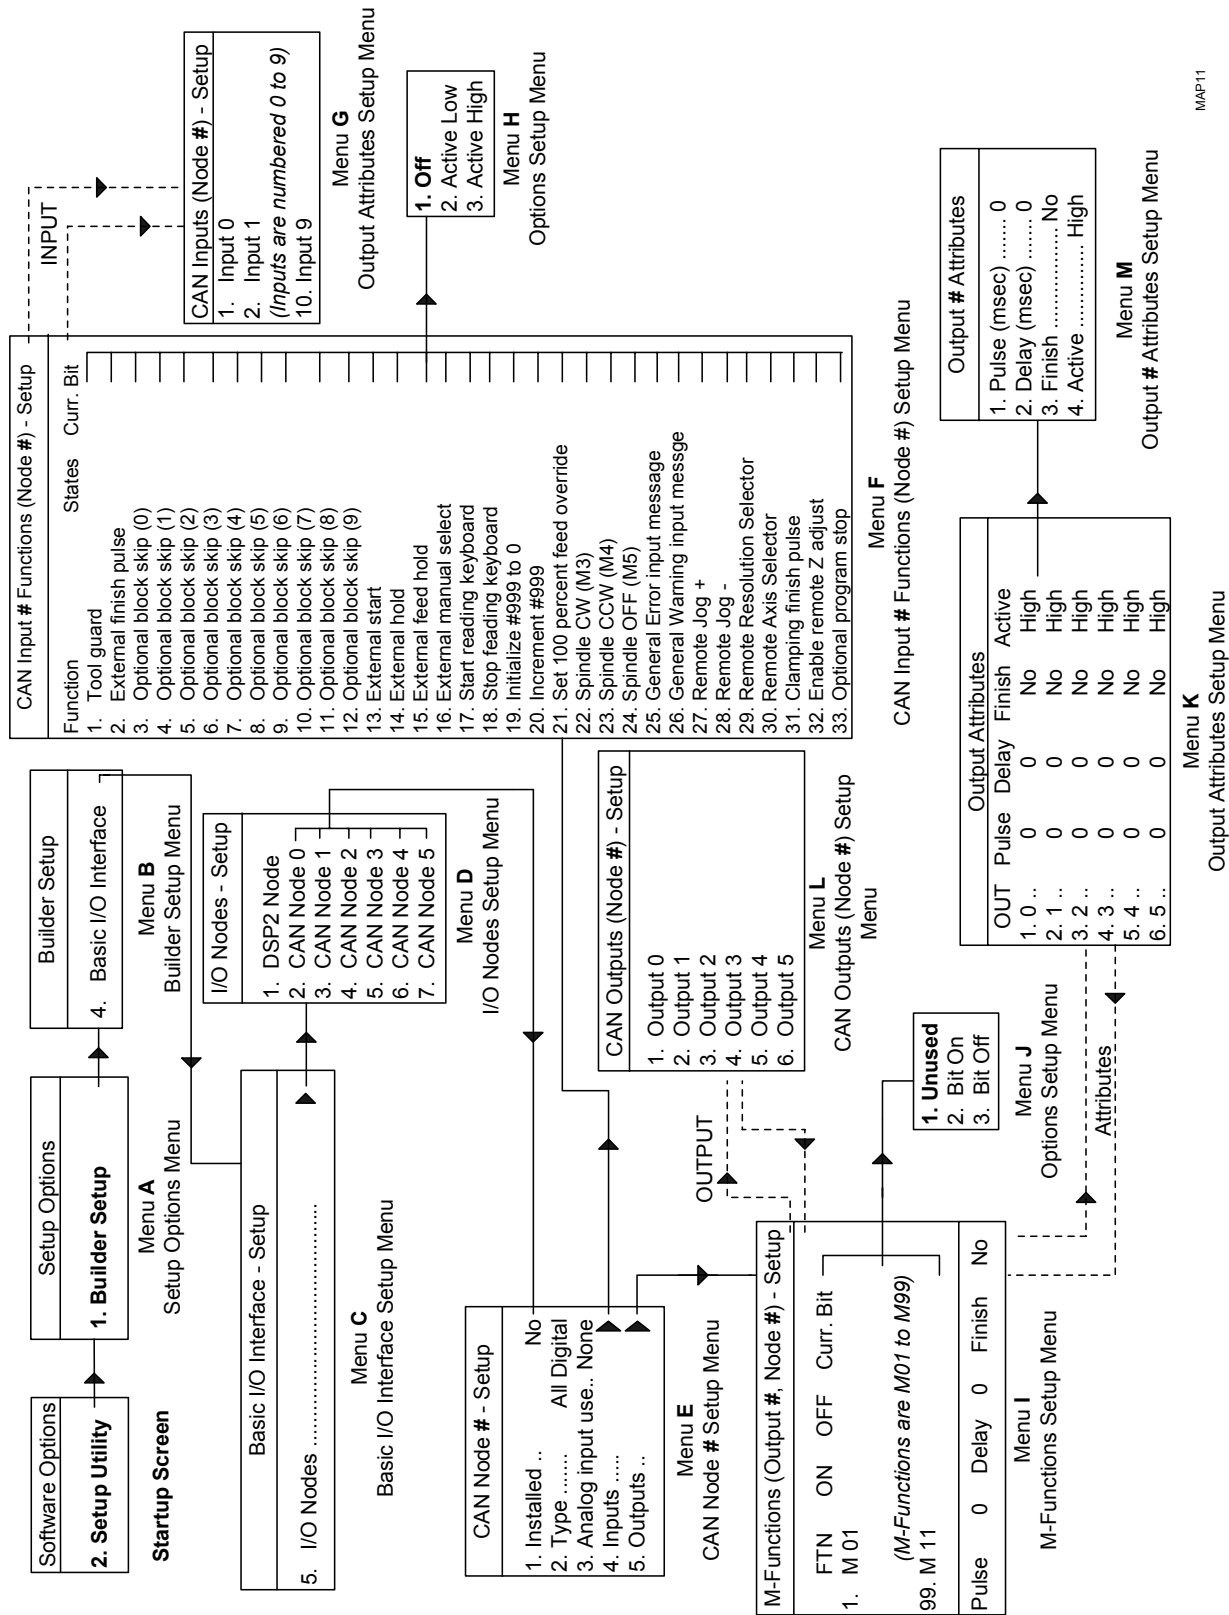 Software Options
2. Setup Utility
Startup Screen
Setup Options
1. Builder Setup
Menu A
Setup Options Menu
Builder Setup
4. Basic I/O Interface
Menu B
Builder Setup Menu
Basic I/O Interface - Setup
5. I/O Nodes ...................................
Menu C
Basic I/O Interface Setup Menu
I/O Nodes - Setup
1. DSP2 Node
2. CAN Node 0
3. CAN Node 1
4. CAN Node 2
5. CAN Node 3
6. CAN Node 4
7. CAN Node 5
Menu D
I/O Nodes Setup Menu
CAN Node # - Setup
1. Installed .. No
2. Type ........ All Digital
3. Analog input use.. None
4. Inputs .....
5. Outputs ..
Menu E
CAN Node # Setup Menu
CAN Input # Functions (Node #) - Setup
Function States Curr. Bit
1. Tool guard
2. External finish pulse
3. Optional block skip (0)
4. Optional block skip (1)
5. Optional block skip (2)
6. Optional block skip (3)
7. Optional block skip (4)
8. Optional block skip (5)
9. Optional block skip (6)
10. Optional block skip (7)
11. Optional block skip (8)
12. Optional block skip (9)
13. External start
14. External hold
15. External feed hold
16. External manual select
17. Start reading keyboard
18. Stop feading keyboard
19. Initialize #999 to 0
20. Increment #999
21. Set 100 percent feed override
22. Spindle CW (M3)
23. Spindle CCW (M4)
24. Spindle OFF (M5)
25. General Error input message
26. General Warning input messge
27. Remote Jog +
28. Remote Jog -
29. Remote Resolution Selector
30. Remote Axis Selector
31. Clamping finish pulse
32. Enable remote Z adjust
33. Optional program stop
Menu F
CAN Input # Functions (Node #) Setup Menu
INPUT
CAN Inputs (Node #) - Setup
1. Input 0
2. Input 1
(Inputs are numbered 0 to 9)
10. Input 9
Menu G
Output Attributes Setup Menu
1. Off
2. Active Low
3. Active High
Menu H
Options Setup Menu
M-Functions (Output #, Node #) - Setup
FTN ON OFF Curr. Bit
1. M 01
(M-Functions are M01 to M99)
99. M 11
Pulse 0 Delay 0 Finish No
Menu I
M-Functions Setup Menu
OUTPUT
CAN Outputs (Node #) - Setup
1. Output 0
2. Output 1
3. Output 2
4. Output 3
5. Output 4
6. Output 5
Menu L
CAN Outputs (Node #) Setup
Menu
1. Unused
2. Bit On
3. Bit Off
Menu J
Options Setup Menu
Attributes
Output Attributes
OUT Pulse Delay Finish Active
1. 0 .. 0 0 No High
2. 1 .. 0 0 No High
3. 2 .. 0 0 No High
4. 3 .. 0 0 No High
5. 4 .. 0 0 No High
6. 5 .. 0 0 No High
Menu K
Output Attributes Setup Menu
Output # Attributes
1. Pulse (msec) ....... 0
2. Delay (msec) ....... 0
3. Finish ................... No
4. Active ............... High
Menu M
Output # Attributes Setup Menu
MAP11